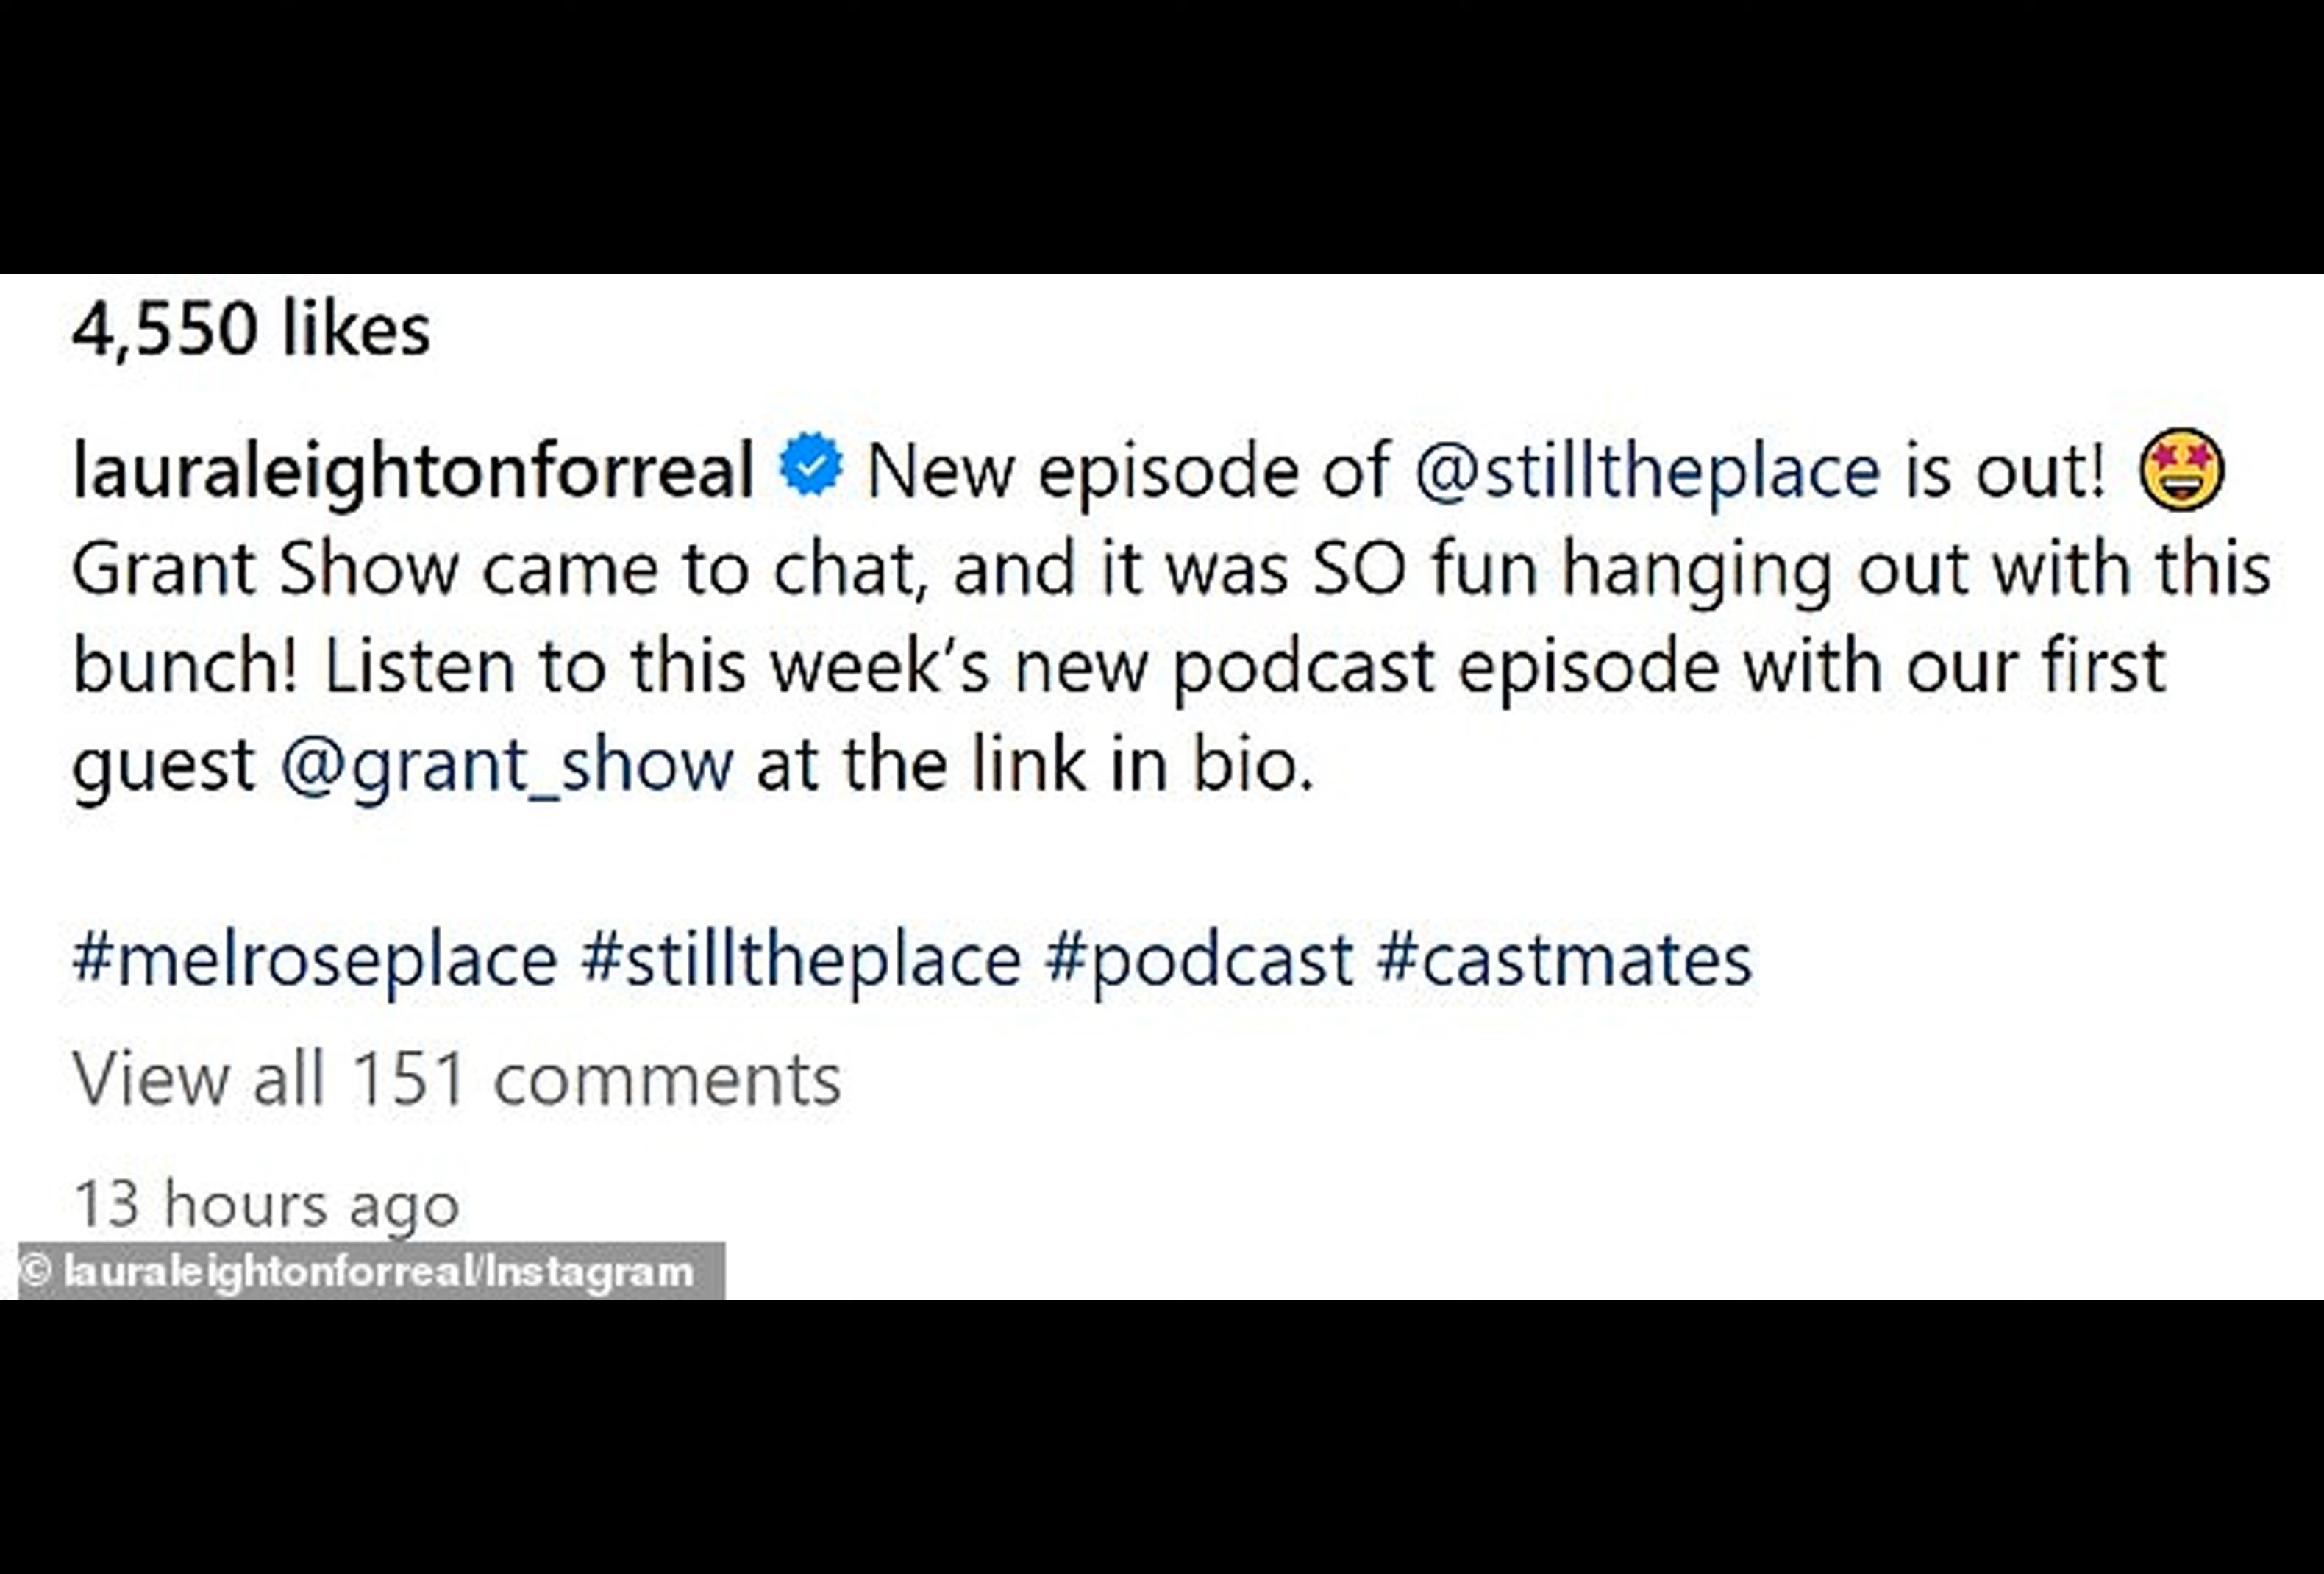 4,550 likes
lauraleightonforreal New episode of @stilltheplace is out! 🤩
Grant Show came to chat, and it was SO fun hanging out with this
bunch! Listen to this week’s new podcast episode with our first
guest @grant_show at the link in bio.
#melroseplace #stilltheplace #podcast #castmates
View all 151 comments
13 hours ago
© lauraleightonforreal/Instagram